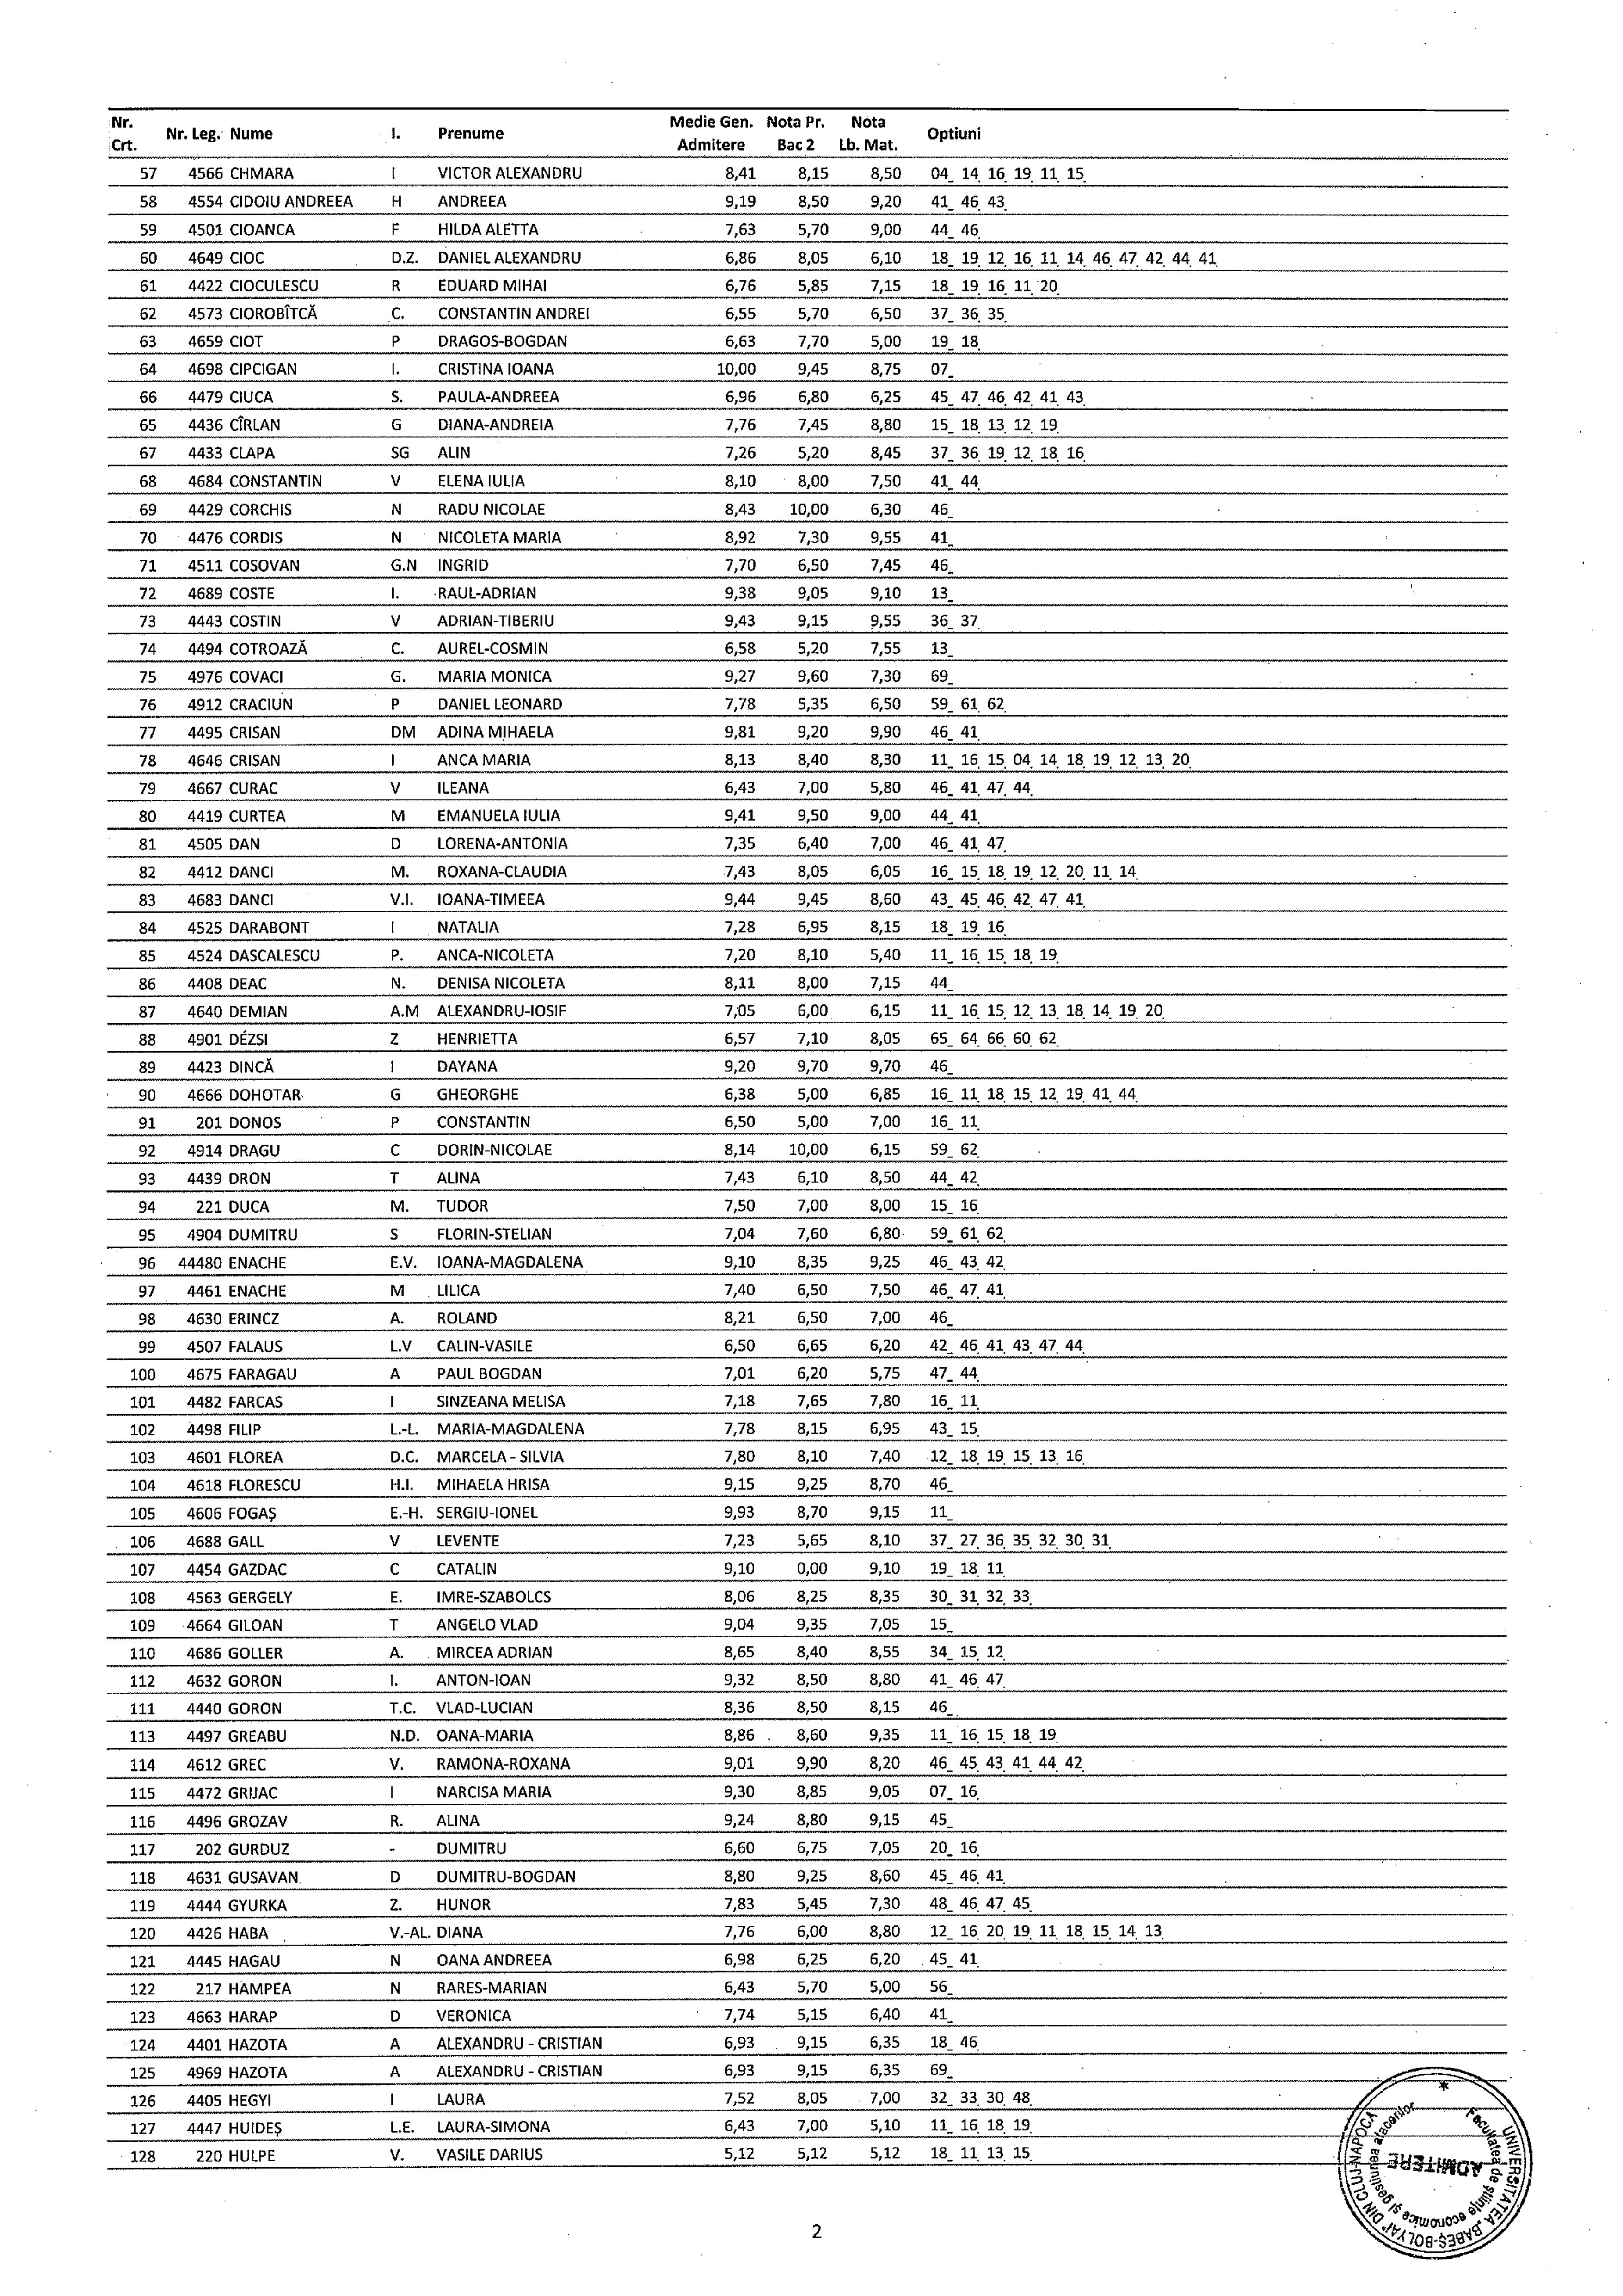 Nr. Crt. Nr. Leg. Nume I. Prenume Medie Gen. Admitere Nota Pr. Bac 2 Nota Lb. Mat. Optiuni
57 4566 CHMARA I VICTOR ALEXANDRU 8,41 8,15 8,50 04_ 14, 16, 19, 11, 15,
58 4554 CIDOIU ANDREEA H ANDREEA 9,19 8,50 9,20 41_ 46, 43,
59 4501 CIOANCA F HILDA ALETTA 7,63 5,70 9,00 44_ 46,
60 4649 CIOC D.Z. DANIEL ALEXANDRU 6,86 8,05 6,10 18_ 19, 12, 16, 11, 14, 46, 47, 42, 44, 41,
61 4422 CIOCULESCU R EDUARD MIHAI 6,76 5,85 7,15 18_ 19, 16, 11, 20,
62 4573 CIOROBÎTCĂ C. CONSTANTIN ANDREI 6,55 5,70 6,50 37_ 36, 35,
63 4659 CIOT P DRAGOS-BOGDAN 6,63 7,70 5,00 19_ 18,
64 4698 CIPCIGAN I. CRISTINA IOANA 10,00 9,45 8,75 07_
66 4479 CIUCA S. PAULA-ANDREEA 6,96 6,80 6,25 45_ 47, 46, 42, 41, 43,
65 4436 CÎRLAN G DIANA-ANDREIA 7,76 7,45 8,80 15_ 18, 13, 12, 19,
67 4433 CLAPA SG ALIN 7,26 5,20 8,45 37_ 36, 19, 12, 18, 16,
68 4684 CONSTANTIN V ELENA IULIA 8,10 8,00 7,50 41_ 44,
69 4429 CORCHIS N RADU NICOLAE 8,43 10,00 6,30 46_
70 4476 CORDIS N NICOLETA MARIA 8,92 7,30 9,55 41_
71 4511 COSOVAN G.N INGRID 7,70 6,50 7,45 46_
72 4689 COSTE I. RAUL-ADRIAN 9,38 9,05 9,10 13_
73 4443 COSTIN V ADRIAN-TIBERIU 9,43 9,15 9,55 36_ 37,
74 4494 COTROAZĂ C. AUREL-COSMIN 6,58 5,20 7,55 13_
75 4976 COVACI G. MARIA MONICA 9,27 9,60 7,30 69_
76 4912 CRACIUN P DANIEL LEONARD 7,78 5,35 6,50 59_ 61, 62,
77 4495 CRISAN DM ADINA MIHAELA 9,81 9,20 9,90 46_ 41,
78 4646 CRISAN I ANCA MARIA 8,13 8,40 8,30 11_ 16, 15, 04, 14, 18, 19, 12, 13, 20,
79 4667 CURAC V ILEANA 6,43 7,00 5,80 46_ 41, 47, 44,
80 4419 CURTEA M EMANUELA IULIA 9,41 9,50 9,00 44_ 41,
81 4505 DAN D LORENA-ANTONIA 7,35 6,40 7,00 46_ 41, 47,
82 4412 DANCI M. ROXANA-CLAUDIA 7,43 8,05 6,05 16_ 15, 18, 19, 12, 20, 11, 14,
83 4683 DANCI V.I. IOANA-TIMEEA 9,44 9,45 8,60 43_ 45, 46, 42, 47, 41,
84 4525 DARABONT I NATALIA 7,28 6,95 8,15 18_ 19, 16,
85 4524 DASCALESCU P. ANCA-NICOLETA 7,20 8,10 5,40 11_ 16, 15, 18, 19,
86 4408 DEAC N. DENISA NICOLETA 8,11 8,00 7,15 44_
87 4640 DEMIAN A.M ALEXANDRU-IOSIF 7,05 6,00 6,15 11_ 16, 15, 12, 13, 18, 14, 19, 20,
88 4901 DÉZSI Z HENRIETTA 6,57 7,10 8,05 65_ 64, 66, 60, 62,
89 4423 DINCĂ I DAYANA 9,20 9,70 9,70 46_
90 4666 DOHOTAR G GHEORGHE 6,38 5,00 6,85 16_ 11, 18, 15, 12, 19, 41, 44,
91 201 DONOS P CONSTANTIN 6,50 5,00 7,00 16_ 11,
92 4914 DRAGU C DORIN-NICOLAE 8,14 10,00 6,15 59_ 62,
93 4439 DRON T ALINA 7,43 6,10 8,50 44_ 42,
94 221 DUCA M. TUDOR 7,50 7,00 8,00 15_ 16,
95 4904 DUMITRU S FLORIN-STELIAN 7,04 7,60 6,80 59_ 61, 62,
96 44480 ENACHE E.V. IOANA-MAGDALENA 9,10 8,35 9,25 46_ 43, 42,
97 4461 ENACHE M LILICA 7,40 6,50 7,50 46_ 47, 41,
98 4630 ERINCZ A. ROLAND 8,21 6,50 7,00 46_
99 4507 FALAUS L.V CALIN-VASILE 6,50 6,65 6,20 42_ 46, 41, 43, 47, 44,
100 4675 FARAGAU A PAUL BOGDAN 7,01 6,20 5,75 47_ 44,
101 4482 FARCAS I SINZEANA MELISA 7,18 7,65 7,80 16_ 11,
102 4498 FILIP L.-L. MARIA-MAGDALENA 7,78 8,15 6,95 43_ 15,
103 4601 FLOREA D.C. MARCELA - SILVIA 7,80 8,10 7,40 12_ 18, 19, 15, 13, 16,
104 4618 FLORESCU H.I. MIHAELA HRISA 9,15 9,25 8,70 46_
105 4606 FOGAȘ E.-H. SERGIU-IONEL 9,93 8,70 9,15 11_
106 4688 GALL V LEVENTE 7,23 5,65 8,10 37_ 27, 36, 35, 32, 30, 31,
107 4454 GAZDAC C CATALIN 9,10 0,00 9,10 19_ 18, 11,
108 4563 GERGELY E. IMRE-SZABOLCS 8,06 8,25 8,35 30_ 31, 32, 33,
109 4664 GILOAN T ANGELO VLAD 9,04 9,35 7,05 15_
110 4686 GOLLER A. MIRCEA ADRIAN 8,65 8,40 8,55 34_ 15, 12,
112 4632 GORON I. ANTON-IOAN 9,32 8,50 8,80 41_ 46, 47,
111 4440 GORON T.C. VLAD-LUCIAN 8,36 8,50 8,15 46_
113 4497 GREABU N.D. OANA-MARIA 8,86 8,60 9,35 11_ 16, 15, 18, 19,
114 4612 GREC V. RAMONA-ROXANA 9,01 9,90 8,20 46_ 45, 43, 41, 44, 42,
115 4472 GRIJAC I NARCISA MARIA 9,30 8,85 9,05 07_ 16,
116 4496 GROZAV R. ALINA 9,24 8,80 9,15 45_
117 202 GURDUZ - DUMITRU 6,60 6,75 7,05 20_ 16,
118 4631 GUSAVAN D DUMITRU-BOGDAN 8,80 9,25 8,60 45_ 46, 41,
119 4444 GYURKA Z. HUNOR 7,83 5,45 7,30 48_ 46, 47, 45,
120 4426 HABA V.-AL. DIANA 7,76 6,00 8,80 12_ 16, 20, 19, 11, 18, 15, 14, 13,
121 4445 HAGAU N OANA ANDREEA 6,98 6,25 6,20 45_ 41,
122 217 HAMPEA N RARES-MARIAN 6,43 5,70 5,00 56_
123 4663 HARAP D VERONICA 7,74 5,15 6,40 41_
124 4401 HAZOTA A ALEXANDRU - CRISTIAN 6,93 9,15 6,35 18_ 46,
125 4969 HAZOTA A ALEXANDRU - CRISTIAN 6,93 9,15 6,35 69_
126 4405 HEGYI I LAURA 7,52 8,05 7,00 32_ 33, 30, 48,
127 4447 HUIDEȘ L.E. LAURA-SIMONA 6,43 7,00 5,10 11_ 16, 18, 19,
128 220 HULPE V. VASILE DARIUS 5,12 5,12 5,12 18_ 11, 13, 15,
UNIVERSITATEA „BABEȘ-BOLYAI" DIN CLUJ-NAPOCA
Facultatea de științe economice și gestiunea afacerilor
ADMITERE
2